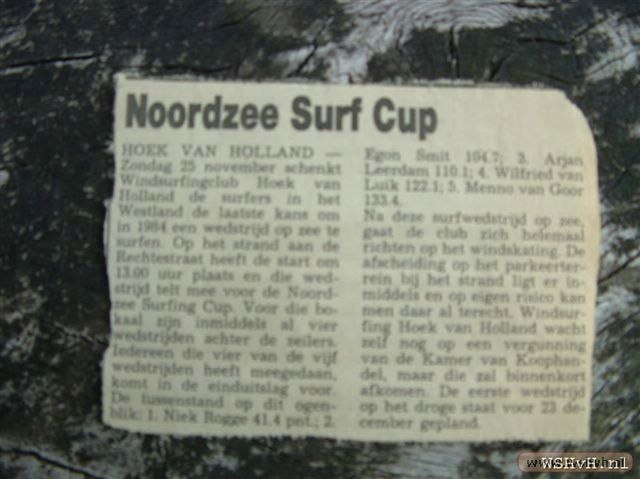 Noordzee Surf Cup
HOEK VAN HOLLAND —
Zondag 25 november schenkt
Windsurfingclub Hoek van
Holland de surfers in het
Westland de laatste kans om
in 1984 een wedstrijd op zee te
surfen. Op het strand aan de
Rechtestraat heeft de start om
13.00 uur plaats en die wed-
strijd telt mee voor de Noord-
zee Surfing Cup. Voor die bo-
kaal zijn inmiddels al vier
wedstrijden achter de zeilers.
Iedereen die vier van de vijf
wedstrijden heeft meegedaan,
komt in de einduitslag voor.
De tussenstand op dit ogen-
blik: 1. Niek Rogge 41.4 pnt.; 2.
Egon Smit 104.7; 3. Arjan
Leerdam 110.1; 4. Wilfried van
Luik 122.1; 5. Menno van Goor
133.4.
Na deze surfwedstrijd op zee,
gaat de club zich helemaal
richten op het windskating. De
afscheiding op het parkeerter-
rein bij het strand ligt er in-
middels en op eigen risico kan
men daar al terecht. Windsur-
fing Hoek van Holland wacht
zelf nog op een vergunning
van de Kamer van Koophan-
del, maar die zal binnenkort
afkomen. De eerste wedstrijd
op het droge staat voor 23 de-
cember gepland.
WSHvH.nl